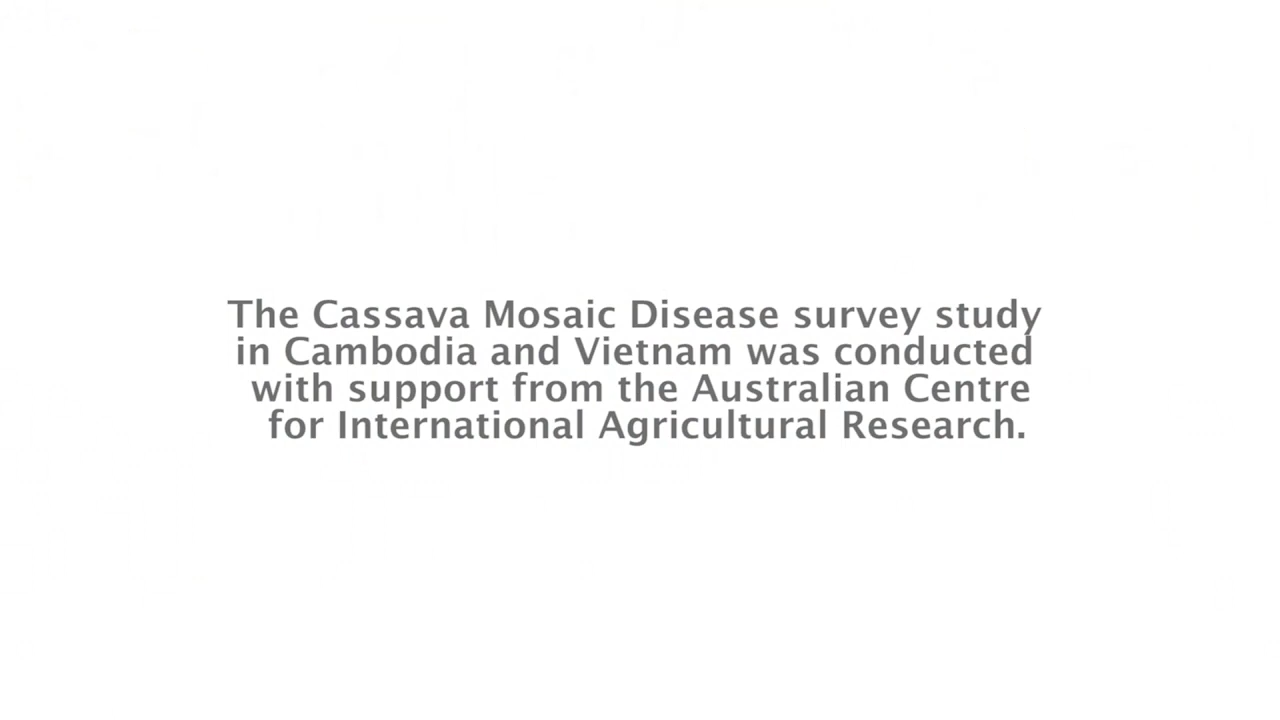 The Cassava Mosaic Disease survey study
in Cambodia and Vietnam was conducted
with support from the Australian Centre
for International Agricultural Research.